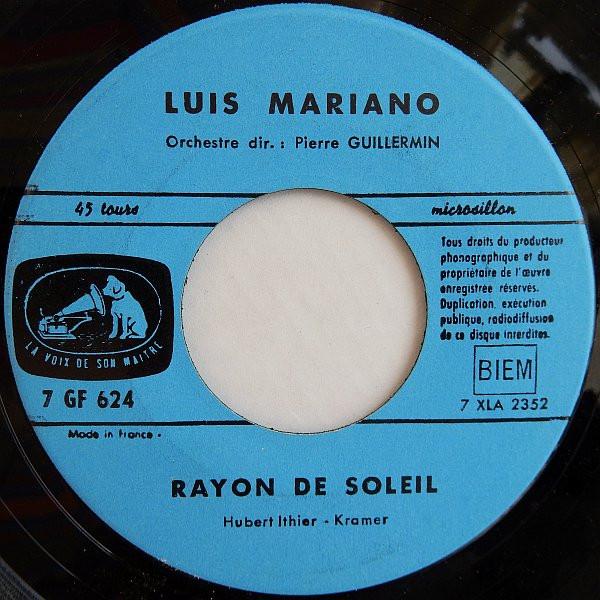 LUIS MARIANO
Orchestre dir. : Pierre GUILLERMIN
45 tours
microsillon
Tous droits du producteur
phonographique et du
propriétaire de l'œuvre
enregistrée réservés.
Duplication, exécution
publique, radiodiffusion
de ce disque interdites.
LA VOIX DE SON MAITRE
BIEM
7 GF 624
7 XLA 2352
Made in France.
RAYON DE SOLEIL
Hubert Ithier - Kramer